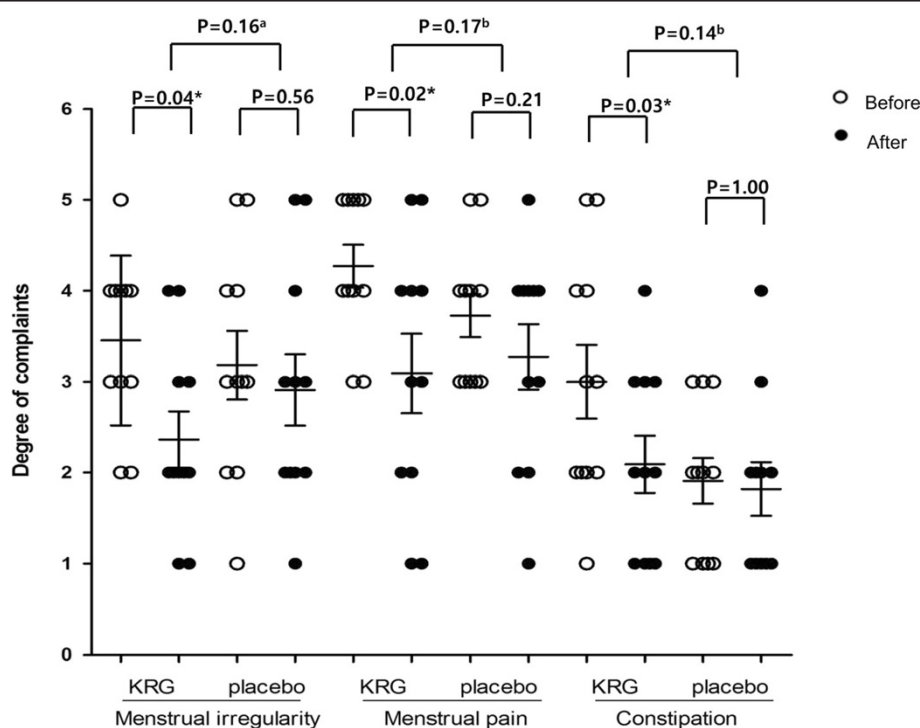 P=0.16ᵃ P=0.17ᵇ P=0.14ᵇ
P=0.04* P=0.56 P=0.02* P=0.21 P=0.03*
P=1.00
Before
After
Degree of complaints
6
5
4
3
2
1
0
KRG placebo KRG placebo KRG placebo
Menstrual irregularity Menstrual pain Constipation